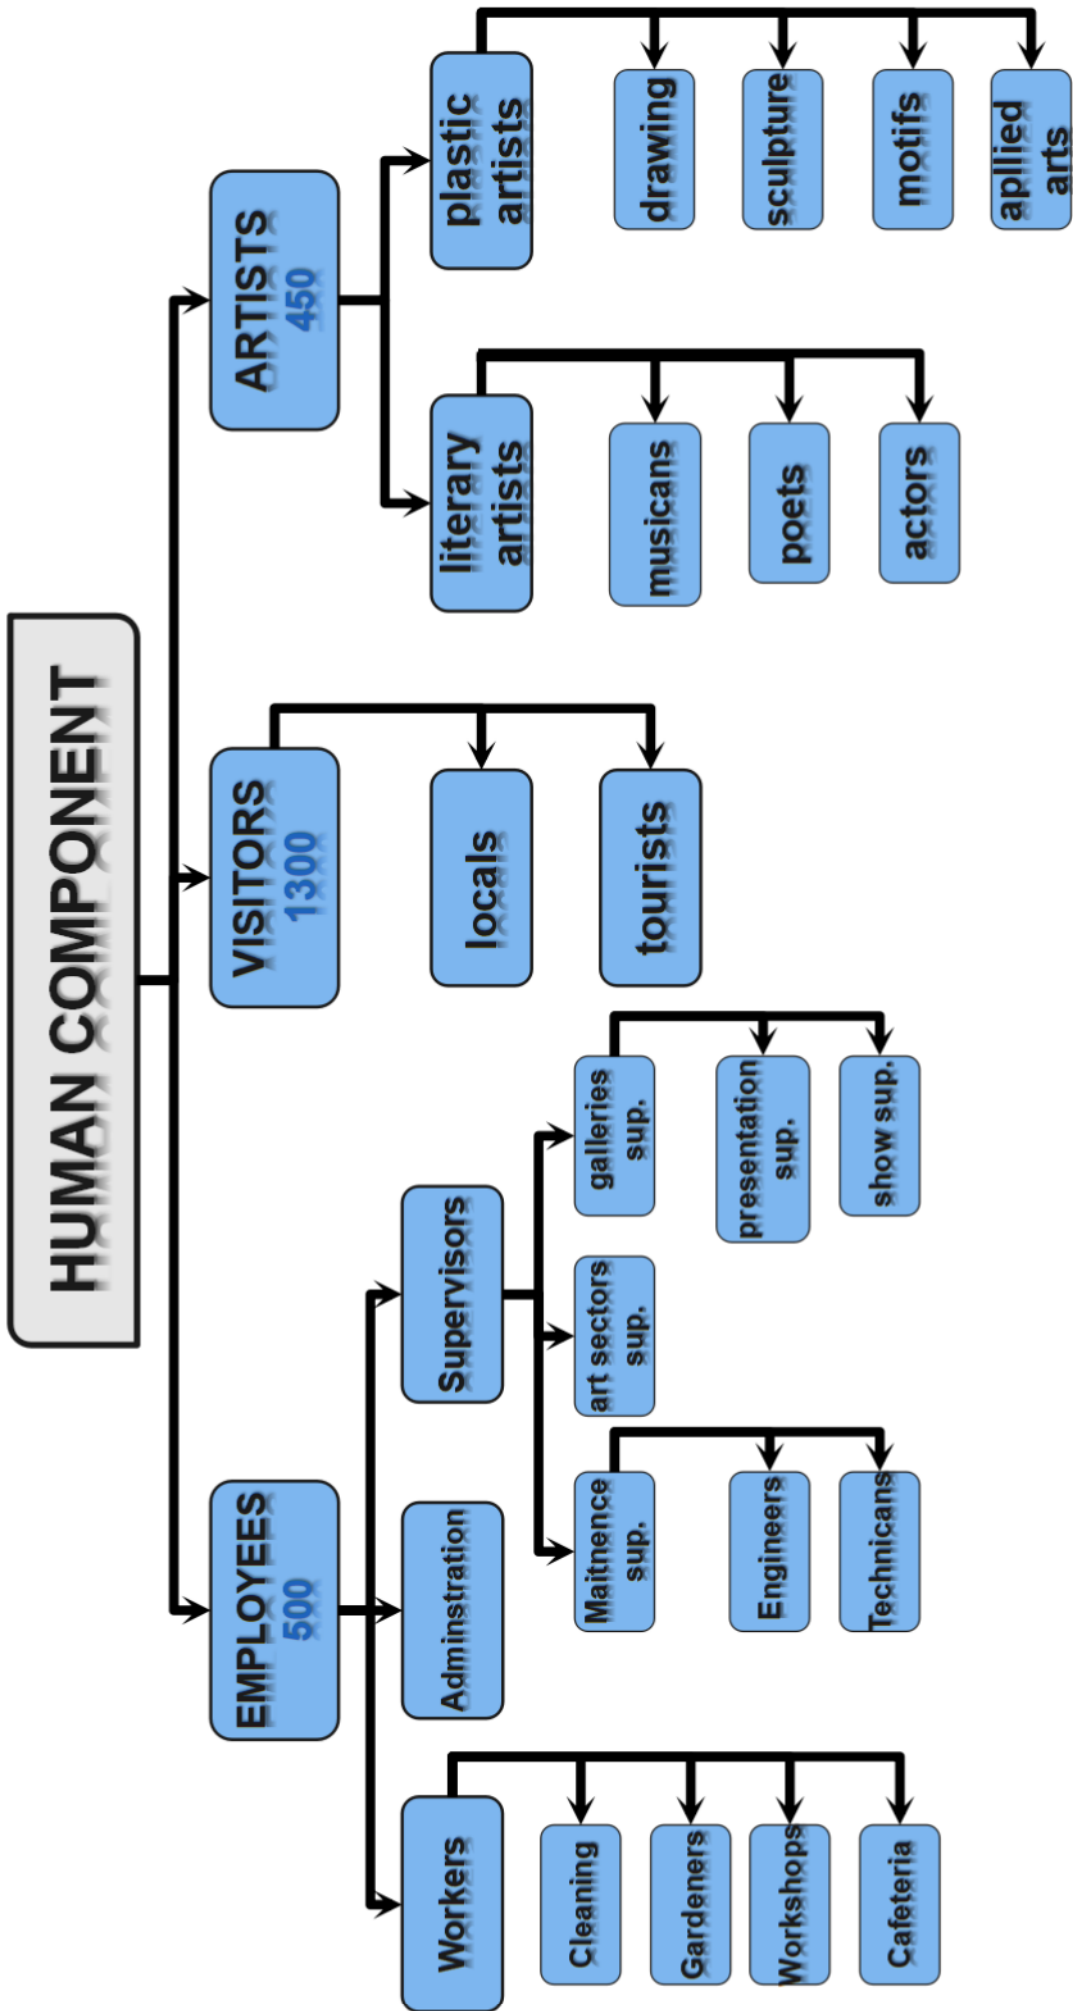 HUMAN COMPONENT
EMPLOYEES
500
VISITORS
1300
ARTISTS
450
Workers
Adminstration
Supervisors
locals
tourists
literary
artists
plastic
artists
Cleaning
Gardeners
Workshops
Cafeteria
Maitnence
sup.
art sectors
sup.
galleries
sup.
Engineers
Technicans
presentation
sup.
show sup.
musicans
poets
actors
drawing
sculpture
motifs
apllied
arts